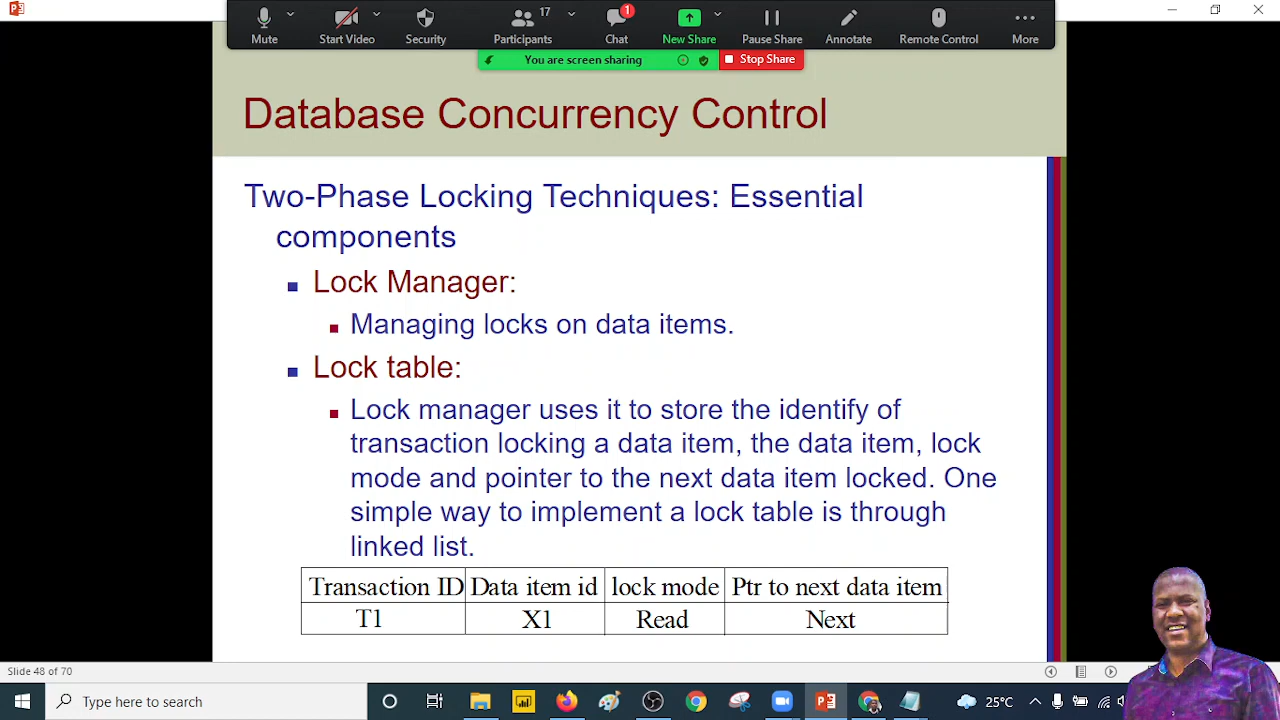 17
1
Mute
Start Video
Security
Participants
Chat
New Share
Pause Share
Annotate
Remote Control
More
You are screen sharing
Stop Share
Database Concurrency Control
Two-Phase Locking Techniques: Essential
components
Lock Manager:
Managing locks on data items.
Lock table:
Lock manager uses it to store the identify of
transaction locking a data item, the data item, lock
mode and pointer to the next data item locked. One
simple way to implement a lock table is through
linked list.
Transaction ID Data item id lock mode Ptr to next data item
T1 X1 Read Next
Slide 48 of 70
Type here to search
25°C